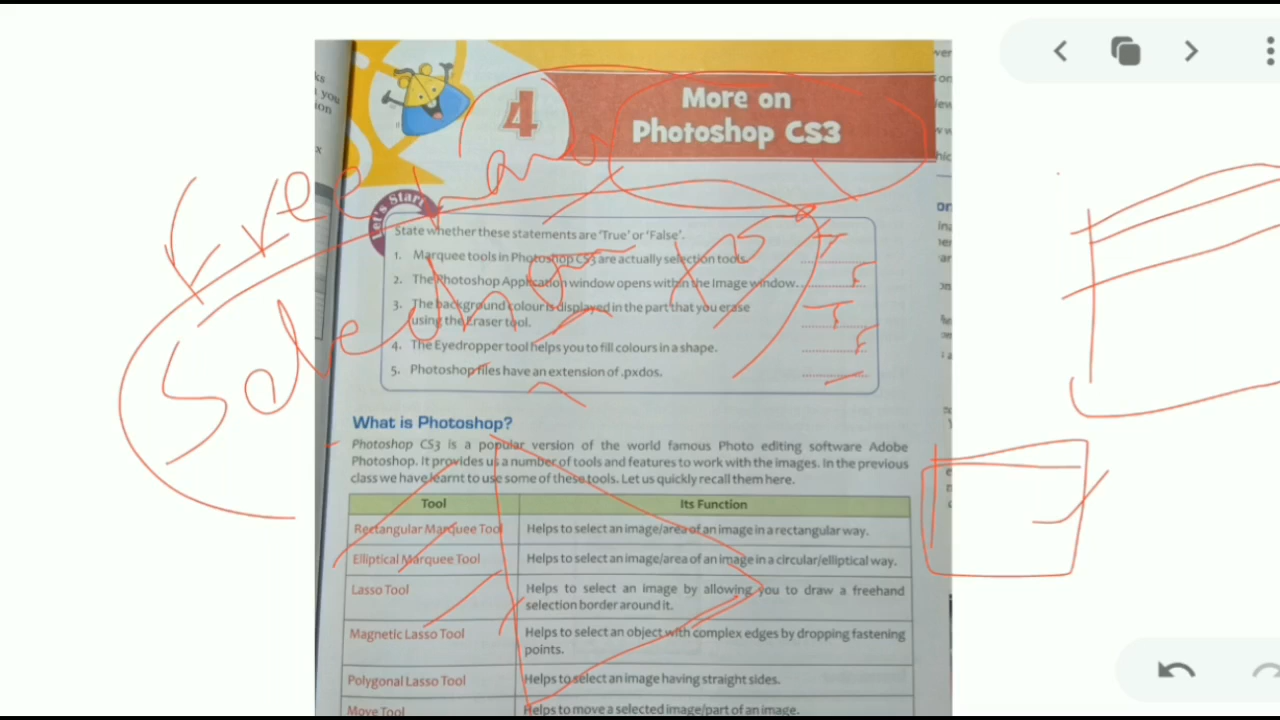 4
More on
Photoshop CS3
Let's Start
State whether these statements are 'True' or 'False'.
1. Marquee tools in Photoshop CS3 are actually selection tools. T
2. The Photoshop Application window opens within the Image window. F
3. The background colour is displayed in the part that you erase
using the Eraser tool. T
4. The Eyedropper tool helps you to fill colours in a shape. F
5. Photoshop files have an extension of .pxdos.
Free hand
Selection
What is Photoshop?
Photoshop CS3 is a popular version of the world famous Photo editing software Adobe
Photoshop. It provides us a number of tools and features to work with the images. In the previous
class we have learnt to use some of these tools. Let us quickly recall them here.
Tool Its Function
Rectangular Marquee Tool Helps to select an image/area of an image in a rectangular way.
Elliptical Marquee Tool Helps to select an image/area of an image in a circular/elliptical way.
Lasso Tool Helps to select an image by allowing you to draw a freehand
selection border around it.
Magnetic Lasso Tool Helps to select an object with complex edges by dropping fastening
points.
Polygonal Lasso Tool Helps to select an image having straight sides.
Move Tool Helps to move a selected image/part of an image.